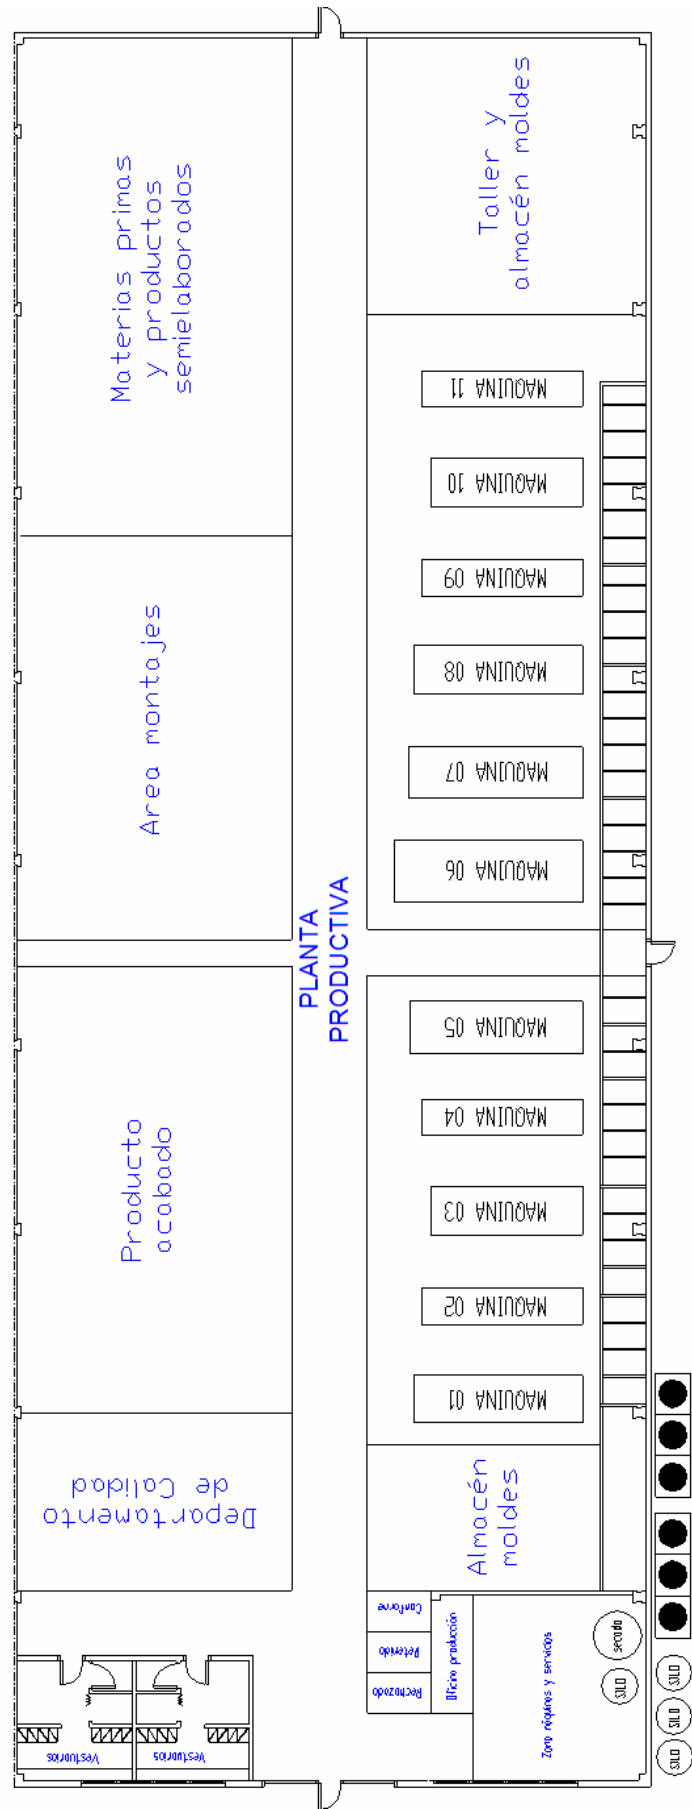 Materias primas
y productos
semielaborados
Taller y
almacén moldes
MAQUINA 11
MAQUINA 10
MAQUINA 09
MAQUINA 08
MAQUINA 07
MAQUINA 06
Area montajes
PLANTA
PRODUCTIVA
MAQUINA 05
MAQUINA 04
MAQUINA 03
MAQUINA 02
MAQUINA 01
Producto
acabado
Departamento
de Calidad
Almacén
moldes
Conforme
Retenido
Rechazado
Oficina producción
Zona máquinas y servicios
secado
SILO
SILO
SILO
SILO
Vestuarios
Vestuarios